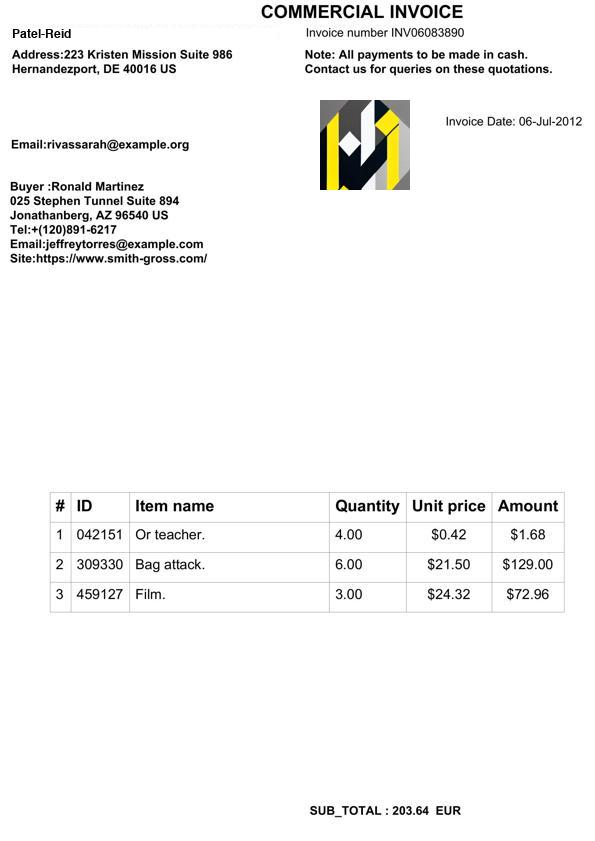 COMMERCIAL INVOICE
Patel-Reid
Invoice number INV06083890
Address:223 Kristen Mission Suite 986
Hernandezport, DE 40016 US
Note: All payments to be made in cash.
Contact us for queries on these quotations.
Invoice Date: 06-Jul-2012
Email:rivassarah@example.org
Buyer :Ronald Martinez
025 Stephen Tunnel Suite 894
Jonathanberg, AZ 96540 US
Tel:+(120)891-6217
Email:jeffreytorres@example.com
Site:https://www.smith-gross.com/
# ID Item name Quantity Unit price Amount
1 042151 Or teacher. 4.00 $0.42 $1.68
2 309330 Bag attack. 6.00 $21.50 $129.00
3 459127 Film. 3.00 $24.32 $72.96
SUB_TOTAL : 203.64 EUR